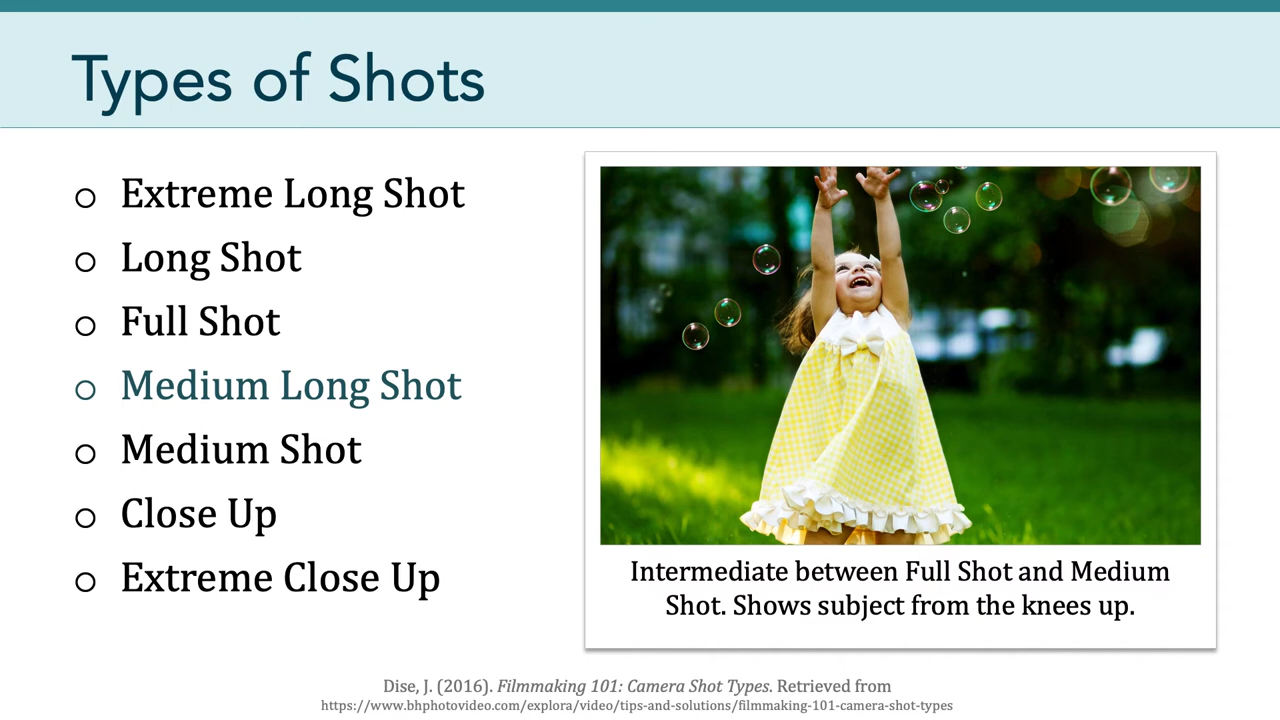 Types of Shots
Extreme Long Shot
Long Shot
Full Shot
Medium Long Shot
Medium Shot
Close Up
Extreme Close Up
Intermediate between Full Shot and Medium
Shot. Shows subject from the knees up.
Dise, J. (2016). Filmmaking 101: Camera Shot Types. Retrieved from
https://www.bhphotovideo.com/explora/video/tips-and-solutions/filmmaking-101-camera-shot-types